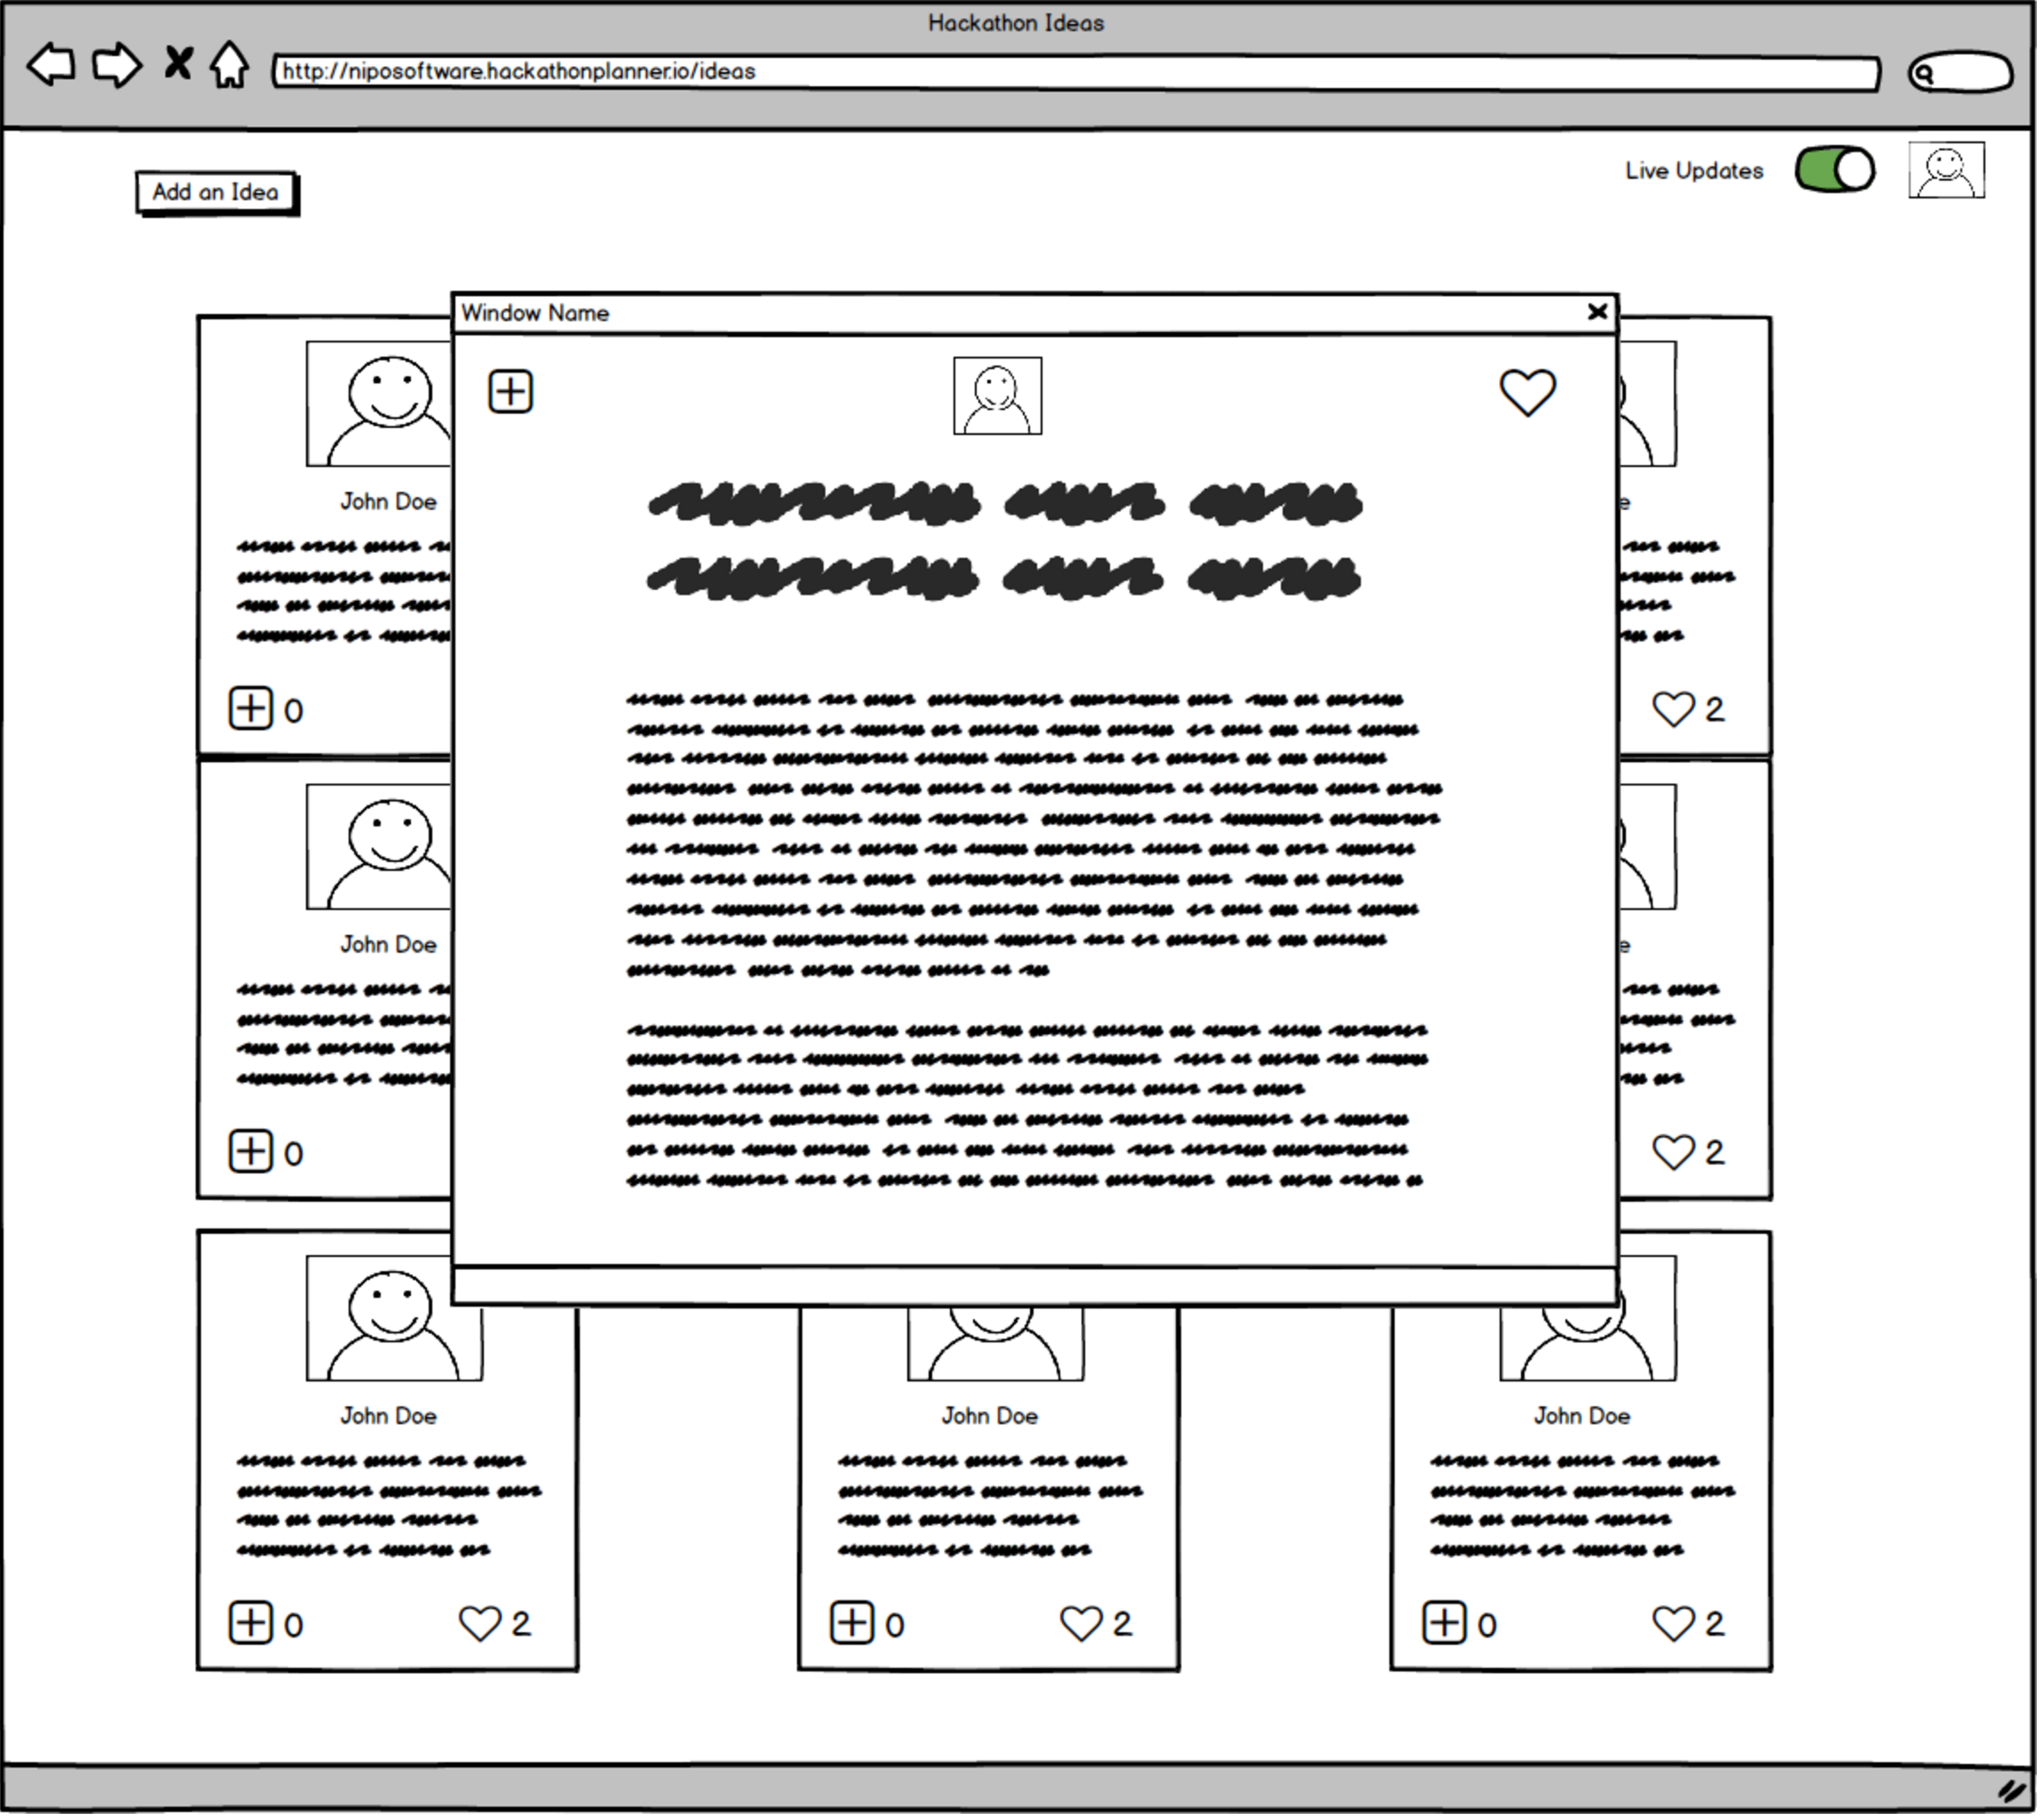 Hackathon Ideas
http://niposoftware.hackathonplanner.io/ideas
Add an Idea
Live Updates
Window Name
John Doe
e
0
2
John Doe
e
0
2
John Doe
John Doe
John Doe
0
2
0
2
0
2